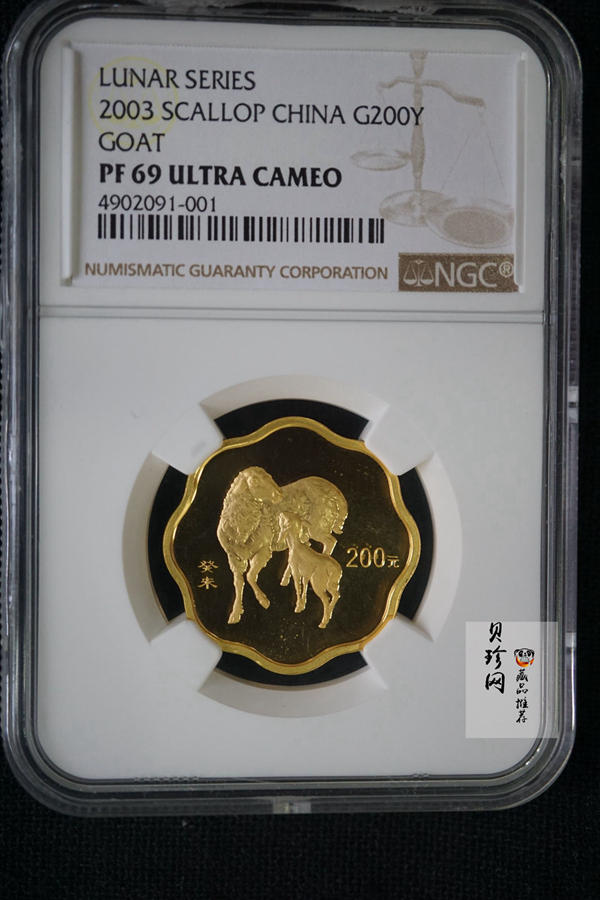 LUNAR SERIES
2003 SCALLOP CHINA G200Y
GOAT
PF 69 ULTRA CAMEO
4902091-001
NUMISMATIC GUARANTY CORPORATION
NGC®
200元
癸未
贝珍网
藏品推荐